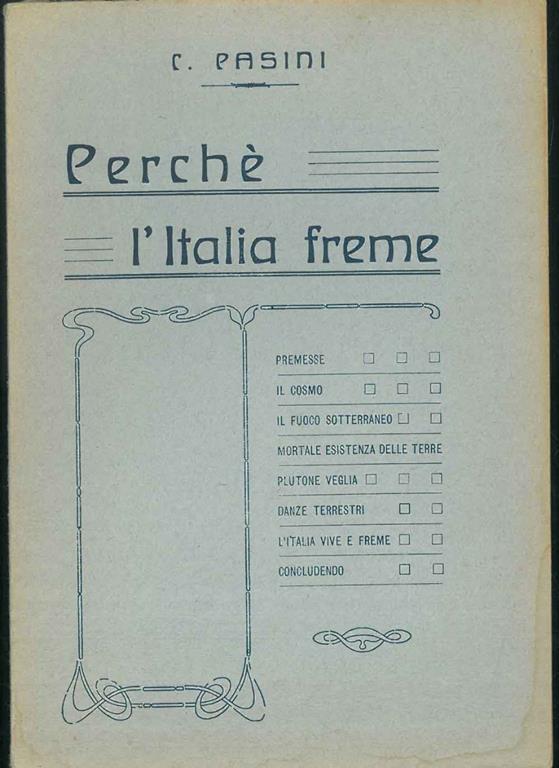 C. PASINI
Perchè
l'Italia freme
PREMESSE
IL COSMO
IL FUOCO SOTTERRANEO
MORTALE ESISTENZA DELLE TERRE
PLUTONE VEGLIA
DANZE TERRESTRI
L'ITALIA VIVE E FREME
CONCLUDENDO